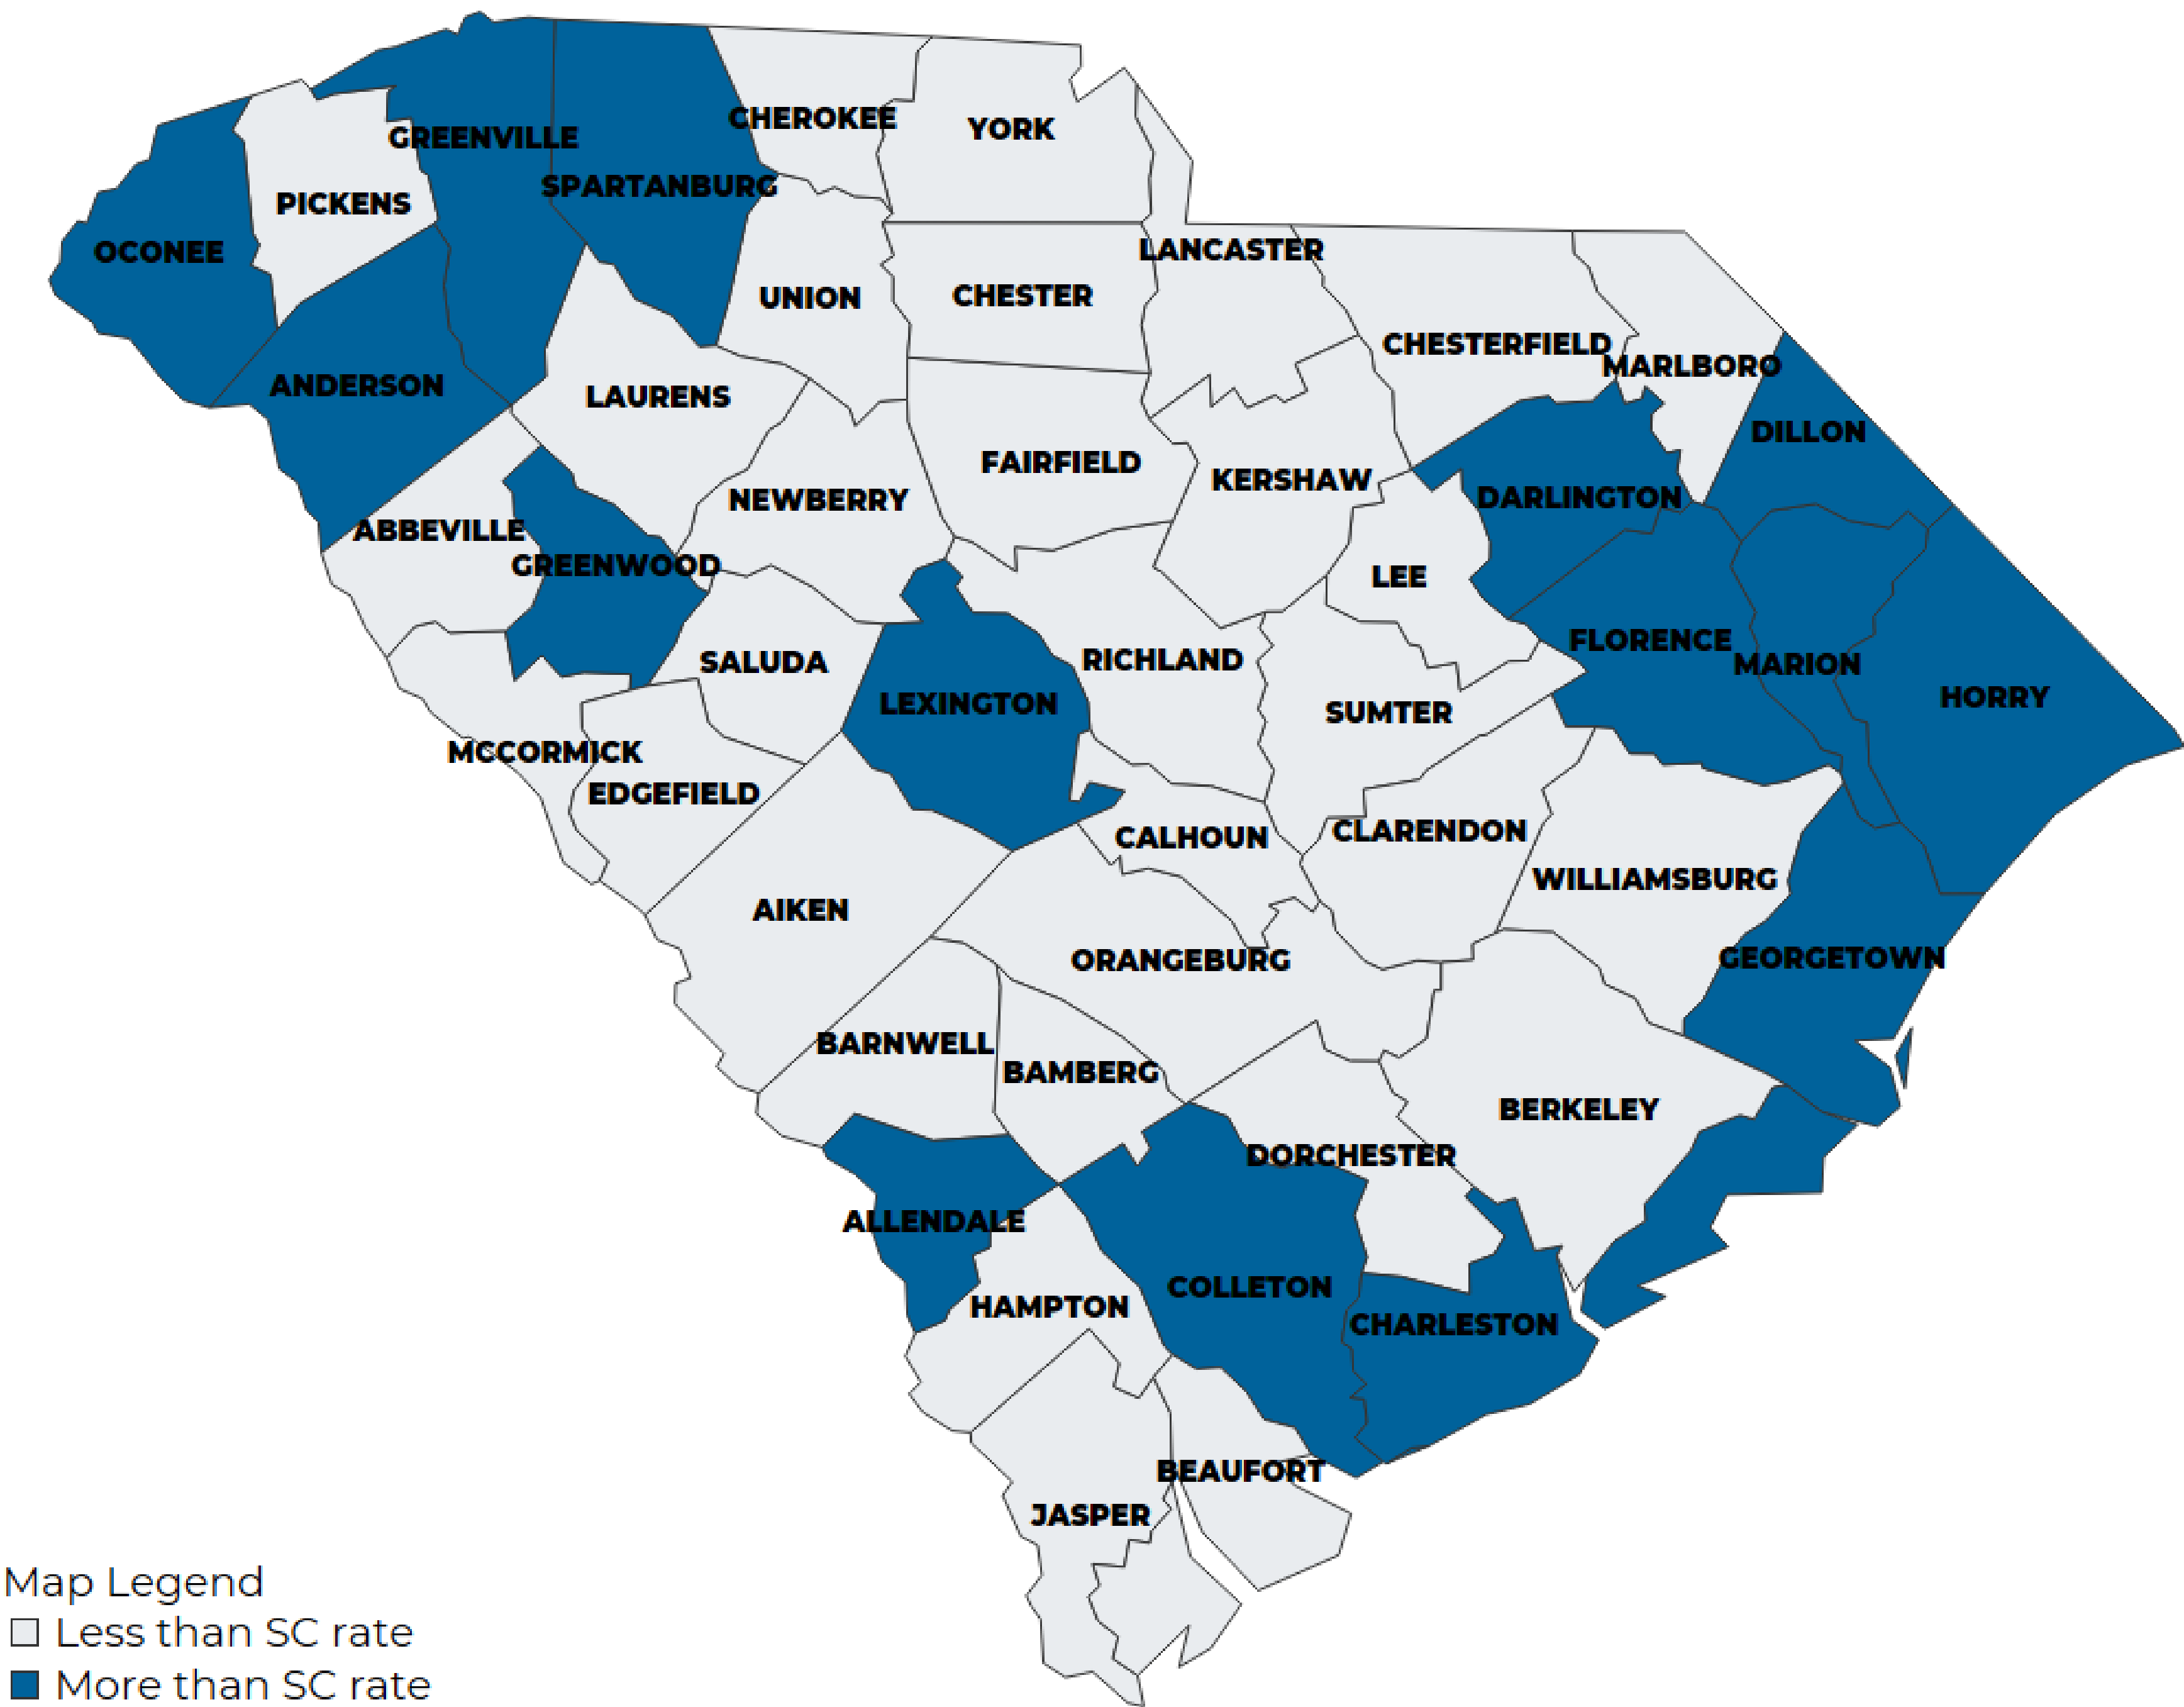 CHEROKEE
YORK
GREENVILLE
SPARTANBURG
PICKENS
OCONEE
LANCASTER
UNION
CHESTER
CHESTERFIELD
MARLBORO
ANDERSON
LAURENS
DILLON
FAIRFIELD
KERSHAW
NEWBERRY
DARLINGTON
ABBEVILLE
GREENWOOD
LEE
FLORENCE
SALUDA
RICHLAND
MARION
HORRY
LEXINGTON
SUMTER
MCCORMICK
EDGEFIELD
CALHOUN
CLARENDON
WILLIAMSBURG
AIKEN
ORANGEBURG
GEORGETOWN
BARNWELL
BAMBERG
BERKELEY
DORCHESTER
ALLENDALE
COLLETON
HAMPTON
CHARLESTON
BEAUFORT
JASPER
Map Legend
Less than SC rate
More than SC rate